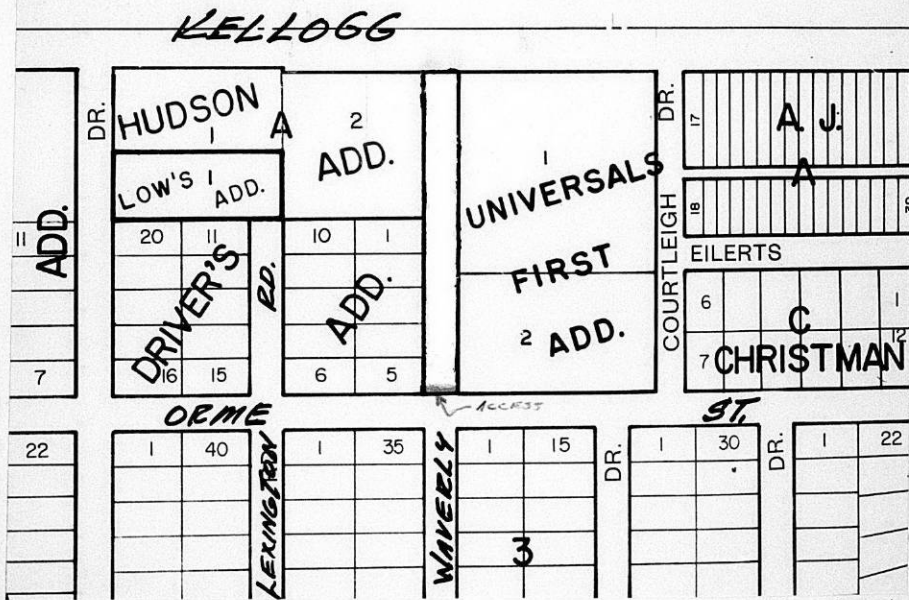 KELLOGG
DR.
HUDSON
1
A
2
ADD.
LOW'S 1 ADD.
11
ADD.
7
20
11
DRIVER'S
16
15
RD.
10
1
ADD.
6
5
1
UNIVERSALS
FIRST
2 ADD.
DR.
COURTLEIGH
17
A. J.
A
18
EILERTS
6
1
C
7
12
CHRISTMAN
ACCESS
ORME
ST.
22
1
40
LEXINGTON
1
35
WAVERLY
1
15
3
DR.
1
30
DR.
1
22